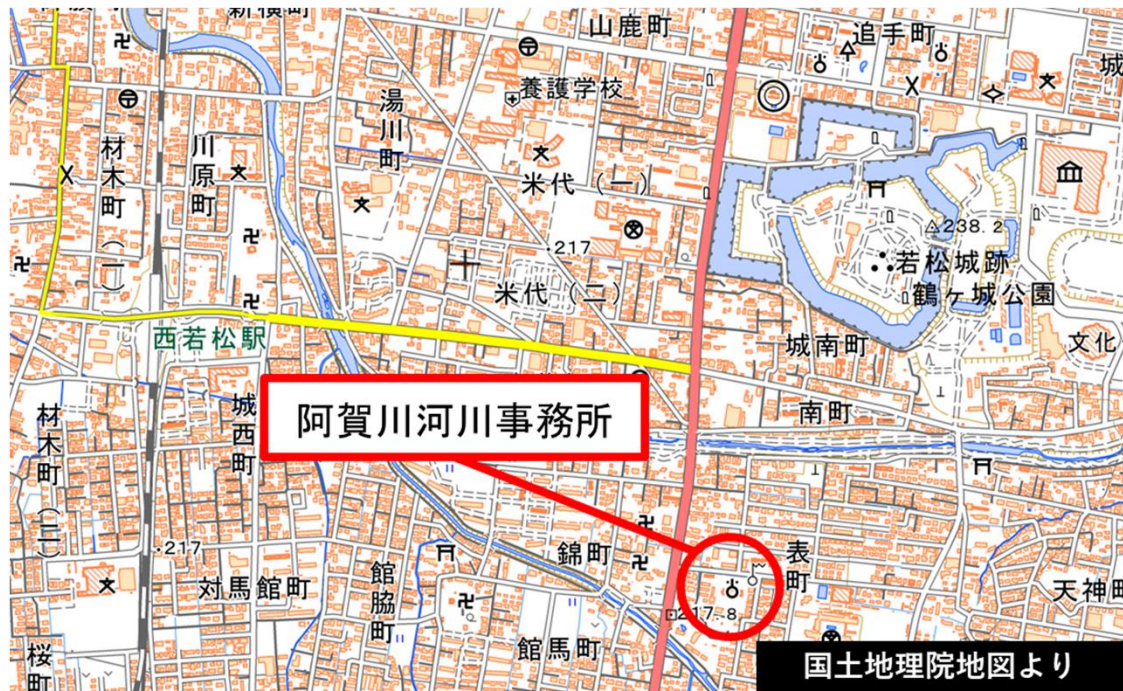 山鹿町
追手町
養護学校
湯川町
材木町(一)
川原町
米代(一)
217
238.2
若松城跡
米代(二)
鶴ヶ城公園
西若松駅
城南町
文化
阿賀川河川事務所
南町
城西町
材木町(二)
217
錦町
表町
対馬館町
館脇町
217.8
天神町
館馬町
桜町
国土地理院地図より